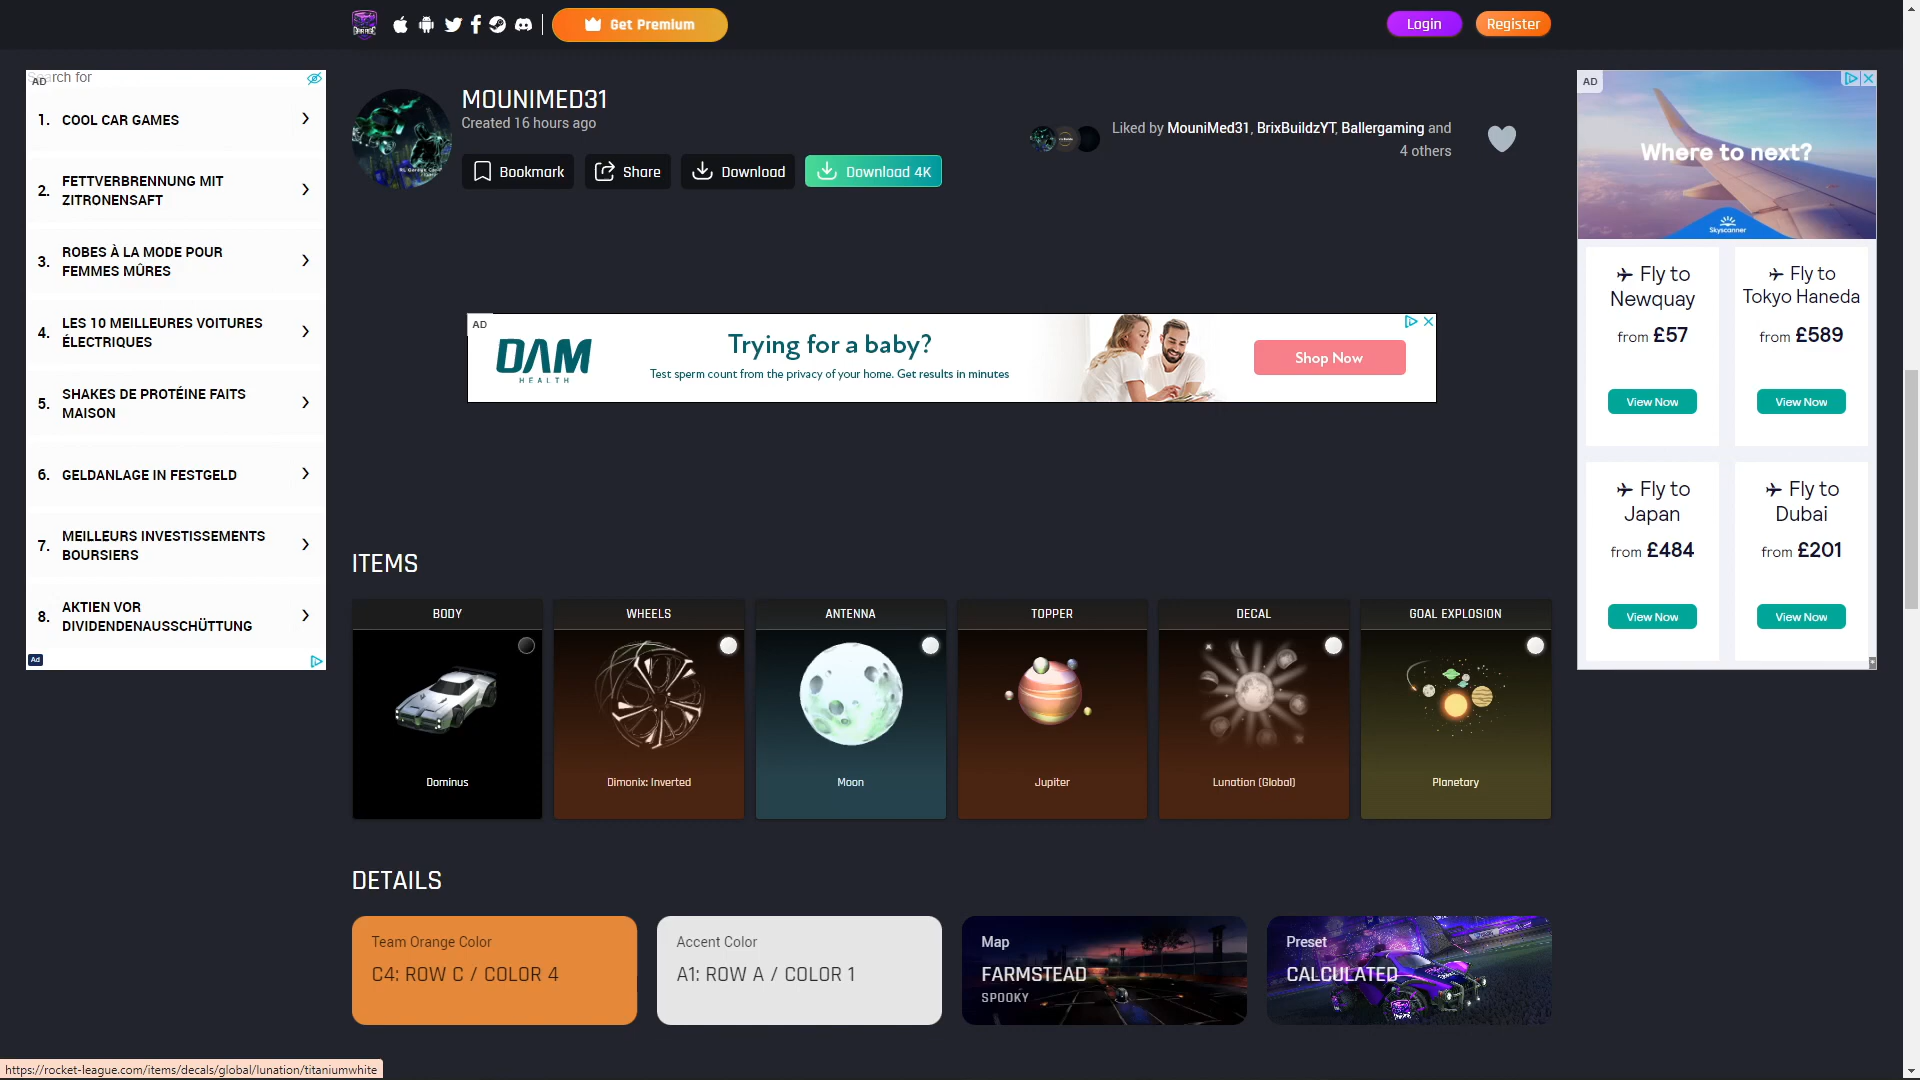 Get Premium
Login
Register
AD
Search for
1. COOL CAR GAMES
2. FETTVERBRENNUNG MIT
ZITRONENSAFT
3. ROBES À LA MODE POUR
FEMMES MÛRES
4. LES 10 MEILLEURES VOITURES
ÉLECTRIQUES
5. SHAKES DE PROTÉINE FAITS
MAISON
6. GELDANLAGE IN FESTGELD
7. MEILLEURS INVESTISSEMENTS
BOURSIERS
8. AKTIEN VOR
DIVIDENDENAUSSCHÜTTUNG
Ad
MOUNIMED31
Created 16 hours ago
Bookmark
Share
Download
Download 4K
Liked by MouniMed31, BrixBuildzYT, Ballergaming and
4 others
AD
DAM
HEALTH
Trying for a baby?
Test sperm count from the privacy of your home. Get results in minutes
Shop Now
ITEMS
BODY
WHEELS
ANTENNA
TOPPER
DECAL
GOAL EXPLOSION
Dominus
Dimonix: Inverted
Moon
Jupiter
Lunation (Global)
Planetary
DETAILS
Team Orange Color
C4: ROW C / COLOR 4
Accent Color
A1: ROW A / COLOR 1
Map
FARMSTEAD
SPOOKY
Preset
CALCULATED
AD
Where to next?
Skyscanner
Fly to
Newquay
from £57
View Now
Fly to
Tokyo Haneda
from £589
View Now
Fly to
Japan
from £484
View Now
Fly to
Dubai
from £201
View Now
https://rocket-league.com/items/decals/global/lunation/titaniumwhite